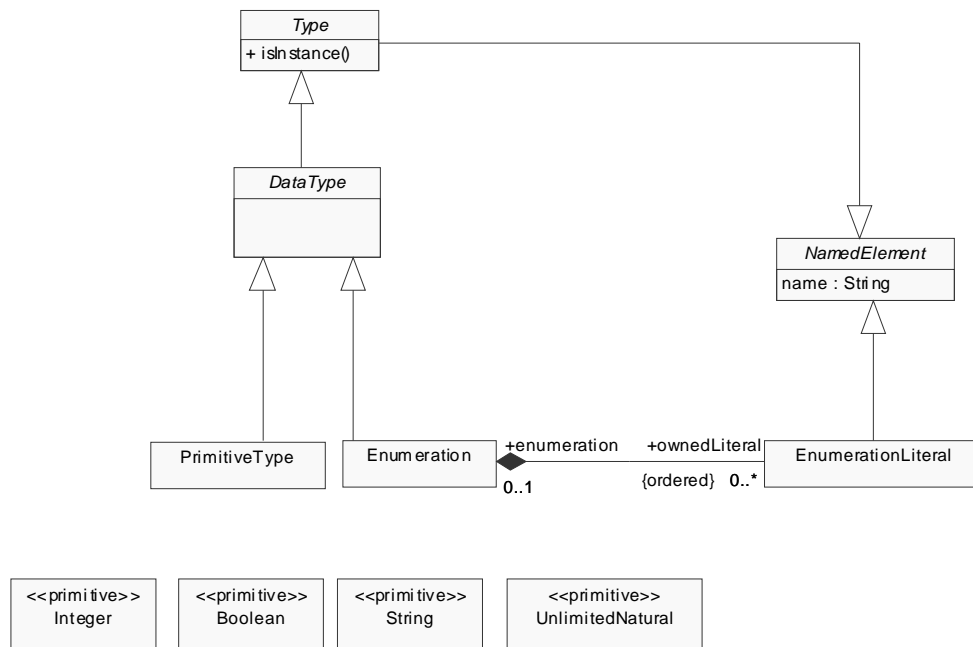 Type
+ isInstance()
DataType
NamedElement
name : String
PrimitiveType
Enumeration
+enumeration
0..1
+ownedLiteral
{ordered} 0..*
EnumerationLiteral
<<primitive>>
Integer
<<primitive>>
Boolean
<<primitive>>
String
<<primitive>>
UnlimitedNatural